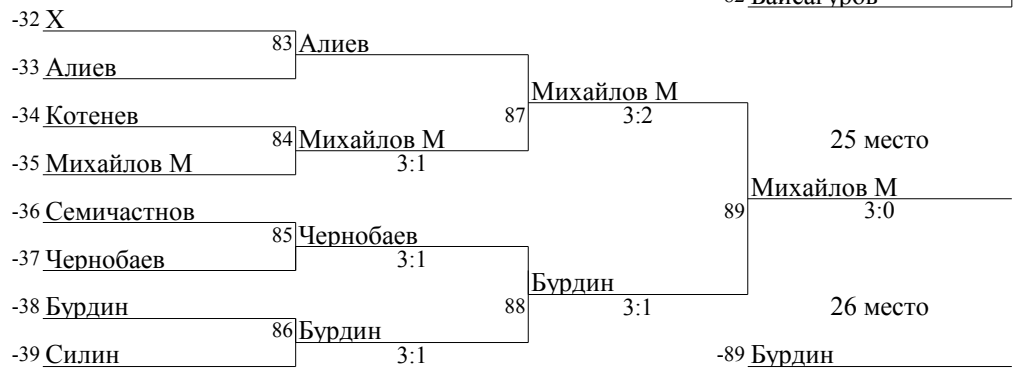 -32 X
83 Алиев
-33 Алиев
Михайлов М
-34 Котенев
87
3:2
84 Михайлов М
25 место
-35 Михайлов М
3:1
Михайлов М
-36 Семичастнов
89
3:0
85 Чернобаев
-37 Чернобаев
3:1
Бурдин
-38 Бурдин
88
3:1
26 место
86 Бурдин
-39 Силин
3:1
-89 Бурдин